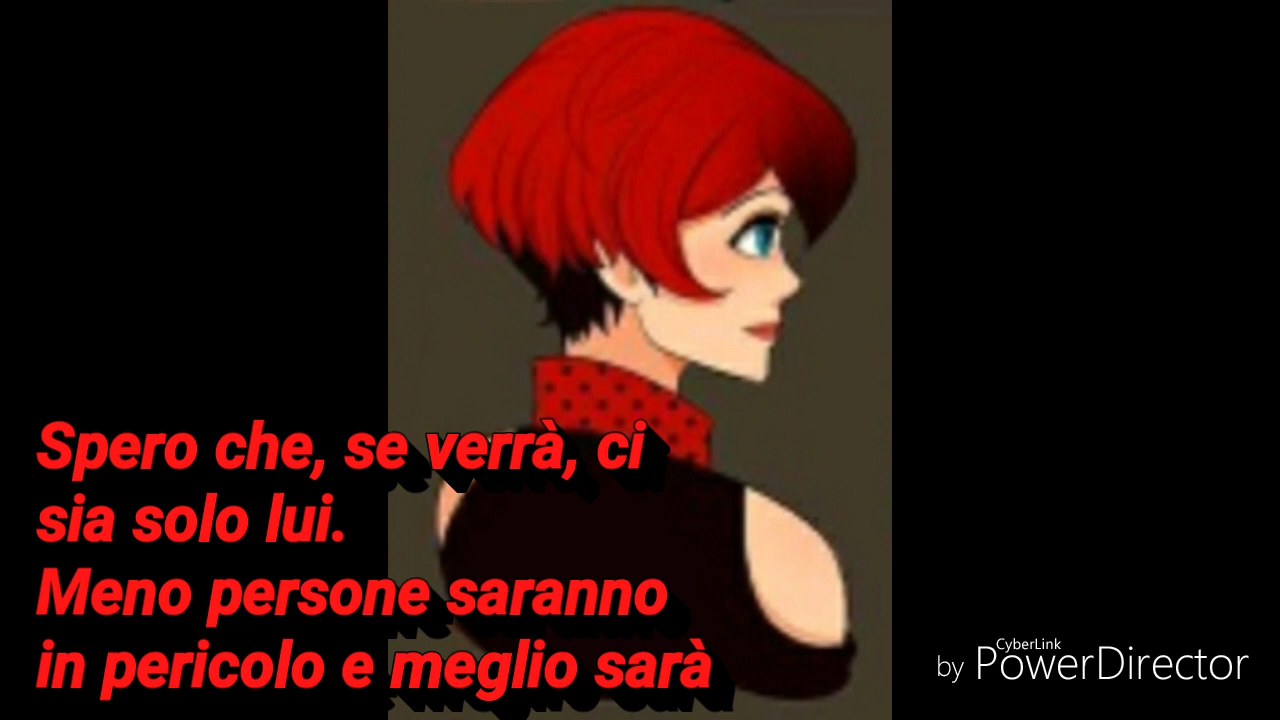 Spero che, se verrà, ci
sia solo lui.
Meno persone saranno
in pericolo e meglio sarà
CyberLink
by PowerDirector